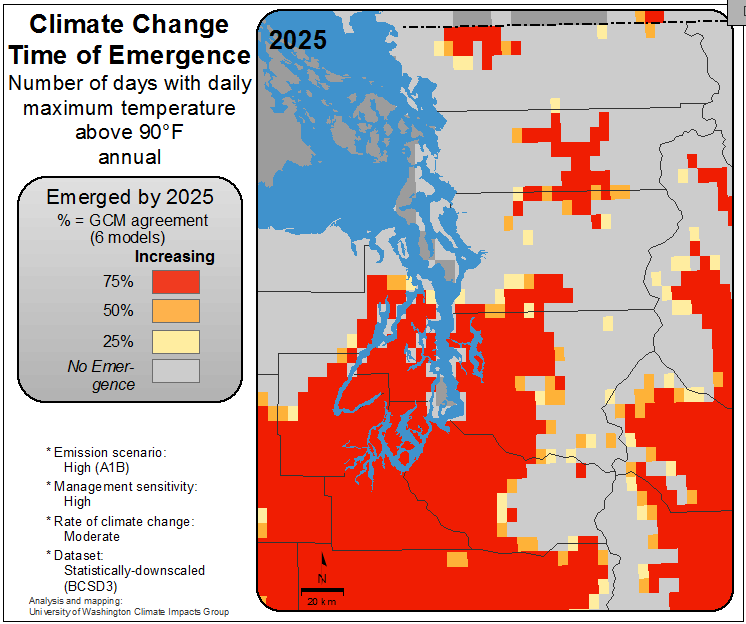 Climate Change
Time of Emergence
Number of days with daily
maximum temperature
above 90°F
annual
Emerged by 2025
% = GCM agreement
(6 models)
Increasing
75%
50%
25%
No Emer-
gence
* Emission scenario:
High (A1B)
* Management sensitivity:
High
* Rate of climate change:
Moderate
* Dataset:
Statistically-downscaled
(BCSD3)
Analysis and mapping:
University of Washington Climate Impacts Group
2025
N
20 km